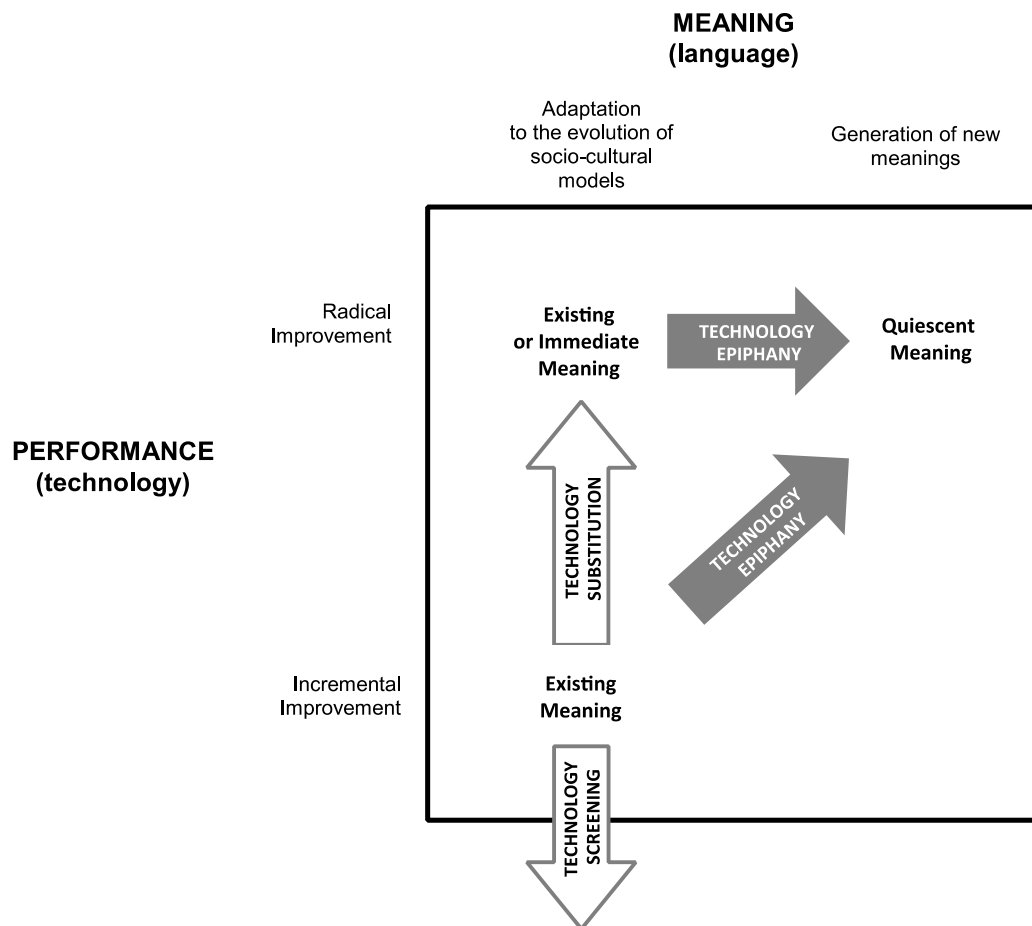 MEANING
(language)
Adaptation
to the evolution of
socio-cultural
models
Generation of new
meanings
Radical
Improvement
Existing
or Immediate
Meaning
TECHNOLOGY
EPIPHANY
Quiescent
Meaning
PERFORMANCE
(technology)
TECHNOLOGY
SUBSTITUTION
TECHNOLOGY
EPIPHANY
Incremental
Improvement
Existing
Meaning
TECHNOLOGY
SCREENING